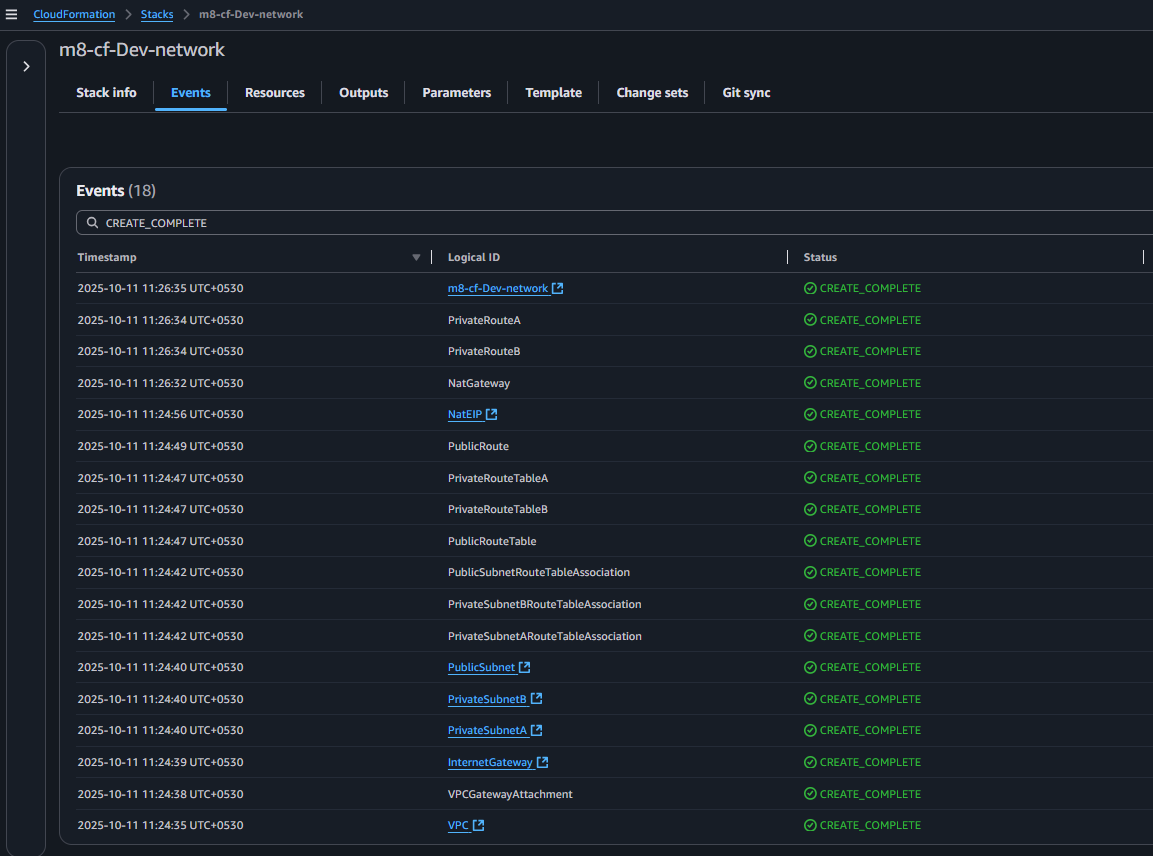 CloudFormation > Stacks > m8-cf-Dev-network
m8-cf-Dev-network
Stack info Events Resources Outputs Parameters Template Change sets Git sync
Events (18)
CREATE_COMPLETE
Timestamp Logical ID Status
2025-10-11 11:26:35 UTC+0530 m8-cf-Dev-network CREATE_COMPLETE
2025-10-11 11:26:34 UTC+0530 PrivateRouteA CREATE_COMPLETE
2025-10-11 11:26:34 UTC+0530 PrivateRouteB CREATE_COMPLETE
2025-10-11 11:26:32 UTC+0530 NatGateway CREATE_COMPLETE
2025-10-11 11:24:56 UTC+0530 NatEIP CREATE_COMPLETE
2025-10-11 11:24:49 UTC+0530 PublicRoute CREATE_COMPLETE
2025-10-11 11:24:47 UTC+0530 PrivateRouteTableA CREATE_COMPLETE
2025-10-11 11:24:47 UTC+0530 PrivateRouteTableB CREATE_COMPLETE
2025-10-11 11:24:47 UTC+0530 PublicRouteTable CREATE_COMPLETE
2025-10-11 11:24:42 UTC+0530 PublicSubnetRouteTableAssociation CREATE_COMPLETE
2025-10-11 11:24:42 UTC+0530 PrivateSubnetBRouteTableAssociation CREATE_COMPLETE
2025-10-11 11:24:42 UTC+0530 PrivateSubnetARouteTableAssociation CREATE_COMPLETE
2025-10-11 11:24:40 UTC+0530 PublicSubnet CREATE_COMPLETE
2025-10-11 11:24:40 UTC+0530 PrivateSubnetB CREATE_COMPLETE
2025-10-11 11:24:40 UTC+0530 PrivateSubnetA CREATE_COMPLETE
2025-10-11 11:24:39 UTC+0530 InternetGateway CREATE_COMPLETE
2025-10-11 11:24:38 UTC+0530 VPCGatewayAttachment CREATE_COMPLETE
2025-10-11 11:24:35 UTC+0530 VPC CREATE_COMPLETE